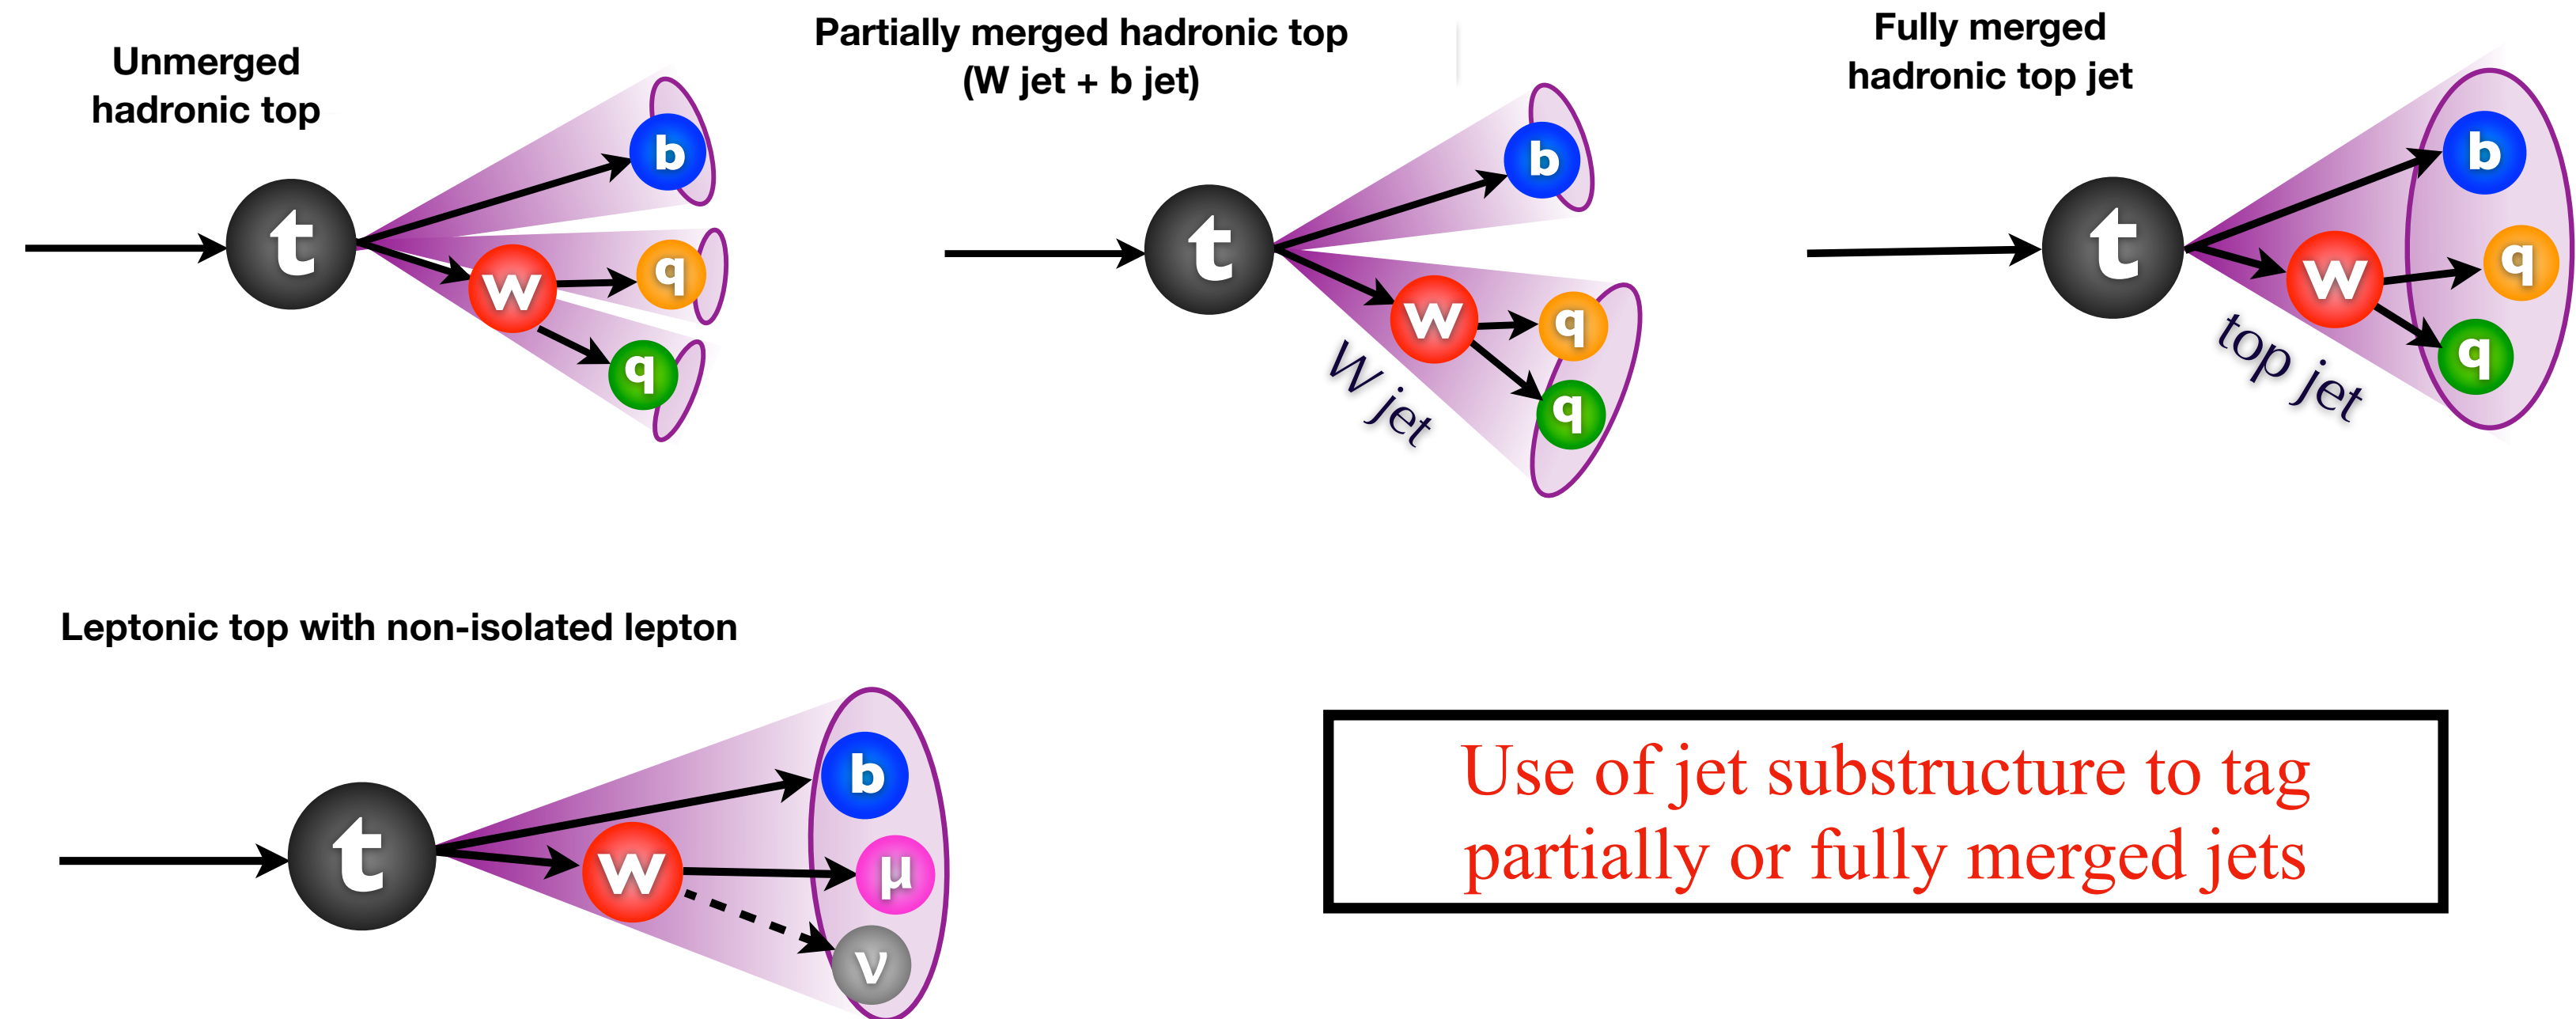 Unmerged
hadronic top
t
b
W
q
q
Partially merged hadronic top
(W jet + b jet)
t
b
W
q
q
W jet
Fully merged
hadronic top jet
t
b
W
q
q
top jet
Leptonic top with non-isolated lepton
t
b
W
μ
ν
Use of jet substructure to tag
partially or fully merged jets